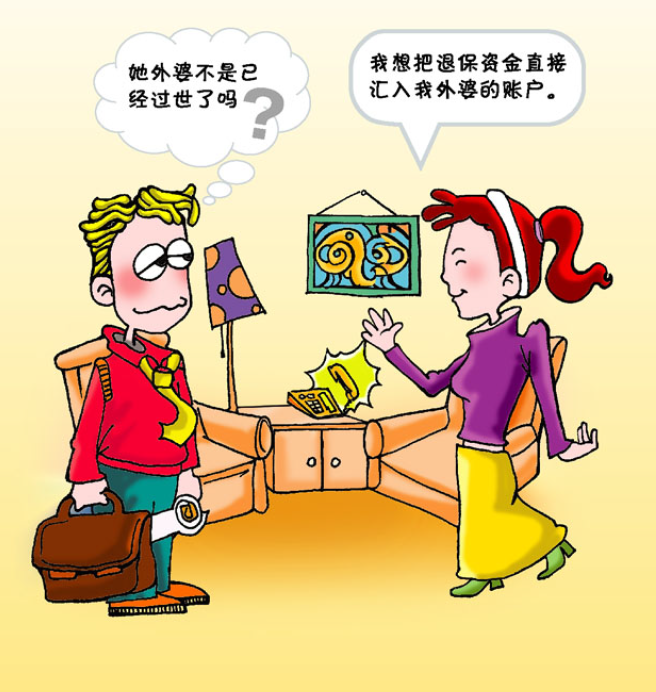 她外婆不是已
经过世了吗
?
我想把退保资金直接
汇入我外婆的账户。